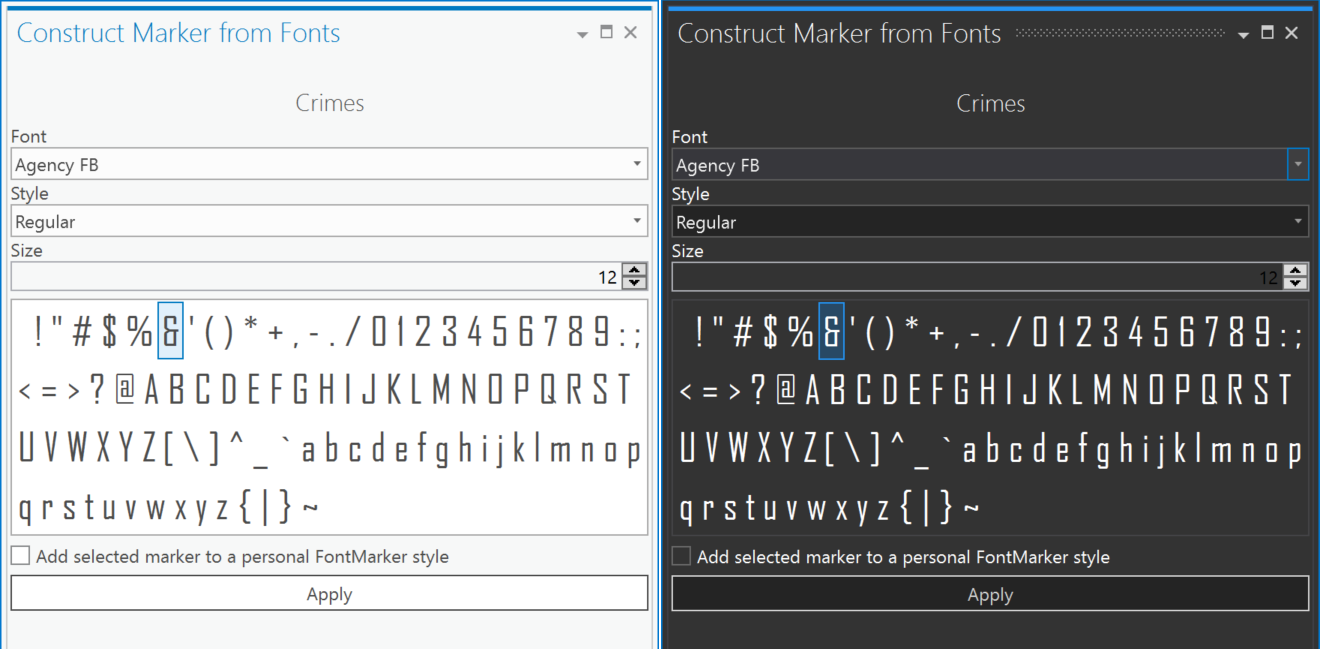 Construct Marker from Fonts
Crimes
Font
Agency FB
Style
Regular
Size
12
! " # $ % & ' ( ) * + , - . / 0 1 2 3 4 5 6 7 8 9 : ;
< = > ? @ A B C D E F G H I J K L M N O P Q R S T
U V W X Y Z [ \ ] ^ _ ` a b c d e f g h i j k l m n o p
q r s t u v w x y z { | } ~
Add selected marker to a personal FontMarker style
Apply
Construct Marker from Fonts
Crimes
Font
Agency FB
Style
Regular
Size
12
! " # $ % & ' ( ) * + , - . / 0 1 2 3 4 5 6 7 8 9 : ;
< = > ? @ A B C D E F G H I J K L M N O P Q R S T
U V W X Y Z [ \ ] ^ _ ` a b c d e f g h i j k l m n o p
q r s t u v w x y z { | } ~
Add selected marker to a personal FontMarker style
Apply